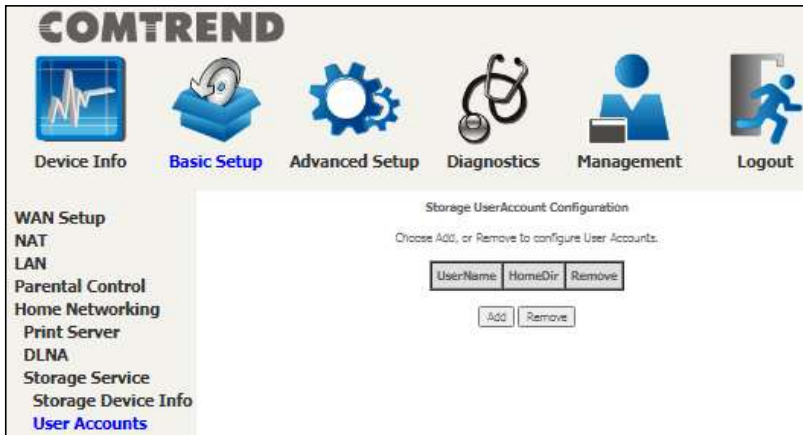 COMTREND
Device Info Basic Setup Advanced Setup Diagnostics Management Logout
WAN Setup
NAT
LAN
Parental Control
Home Networking
Print Server
DLNA
Storage Service
Storage Device Info
User Accounts
Storage UserAccount Configuration
Choose Add, or Remove to configure User Accounts.
UserName HomeDir Remove
Add Remove